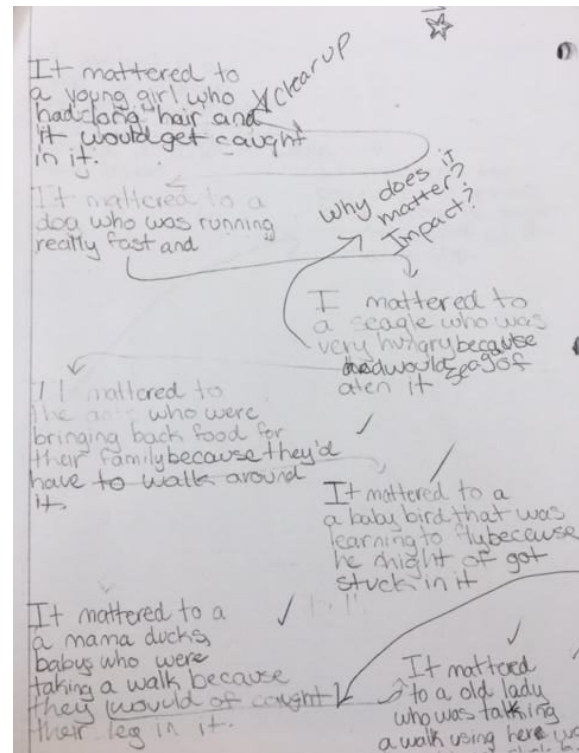 It mattered to
a young girl who
had long hair and
it would get caught
in it.
clear up
It mattered to a
dog who was running
really fast and
why does it
matter?
Impact?
I mattered to
a seagle who was
very hungry because
would
aten it
mattered to
the who were
bringing back food for
their family because they'd
have to walk around
it.
It mattered to a
a baby bird that was
learning to fly because
he might of got
stuck in it
It mattered to a
a mama ducks,
babys who were
taking a walk because
they would of caught
their leg in it.
It mattered
to a old lady
who was
a walk using here